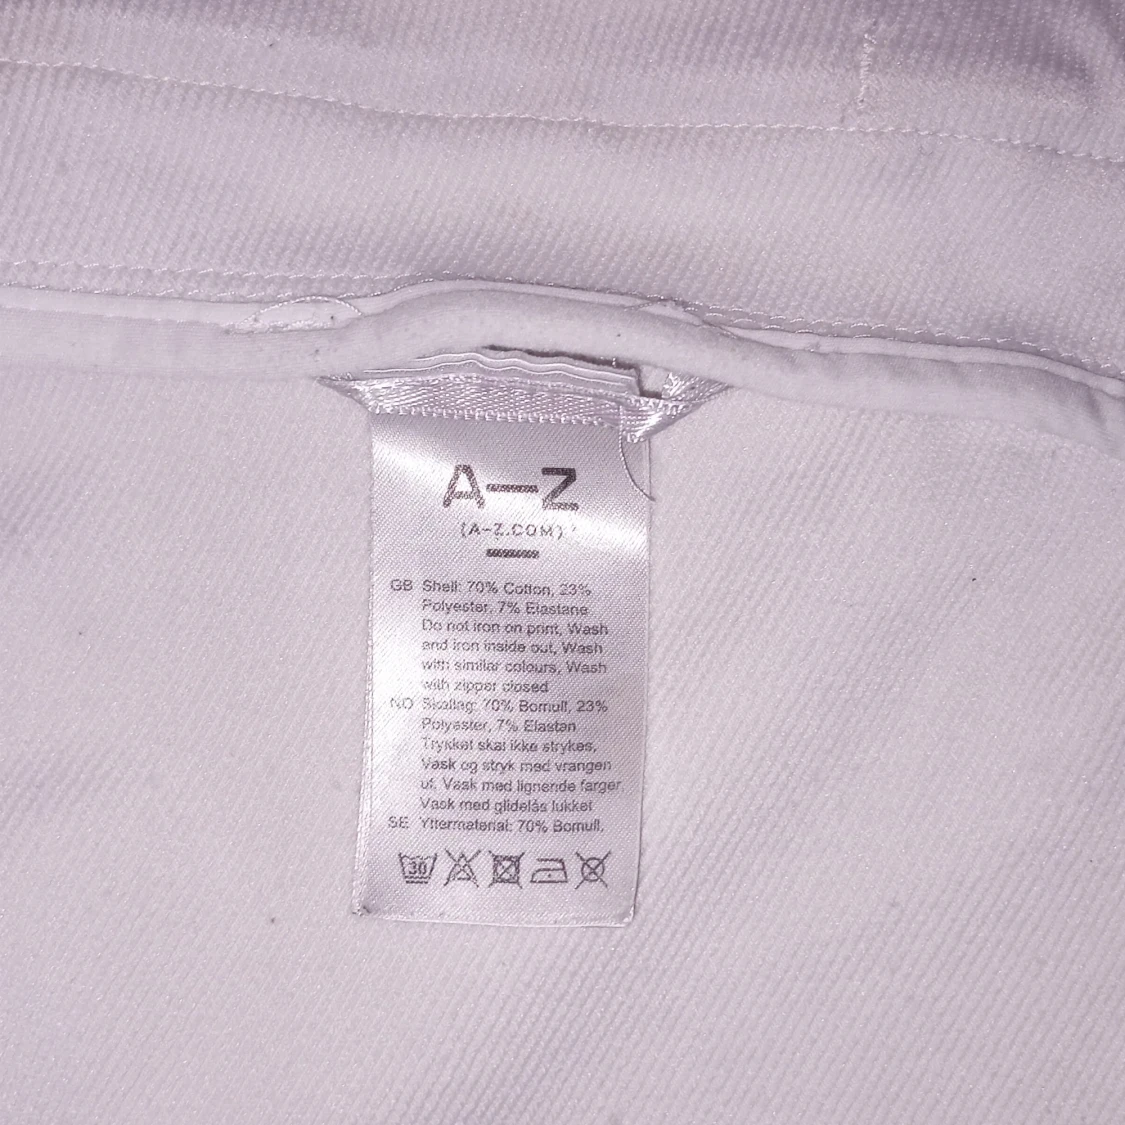 A—Z
(A-Z.COM)
GB Shell: 70% Cotton, 23%
Polyester, 7% Elastane
Do not iron on print, Wash
and iron inside out, Wash
with similar colours, Wash
with zipper closed
NO Skallag: 70% Bomull, 23%
Polyester, 7% Elastan
Trykket skal ikke strykes,
Vask og stryk med vrangen
ut, Vask med lignende farger,
Vask med glidelås lukket
SE Yttermaterial: 70% Bomull,
30